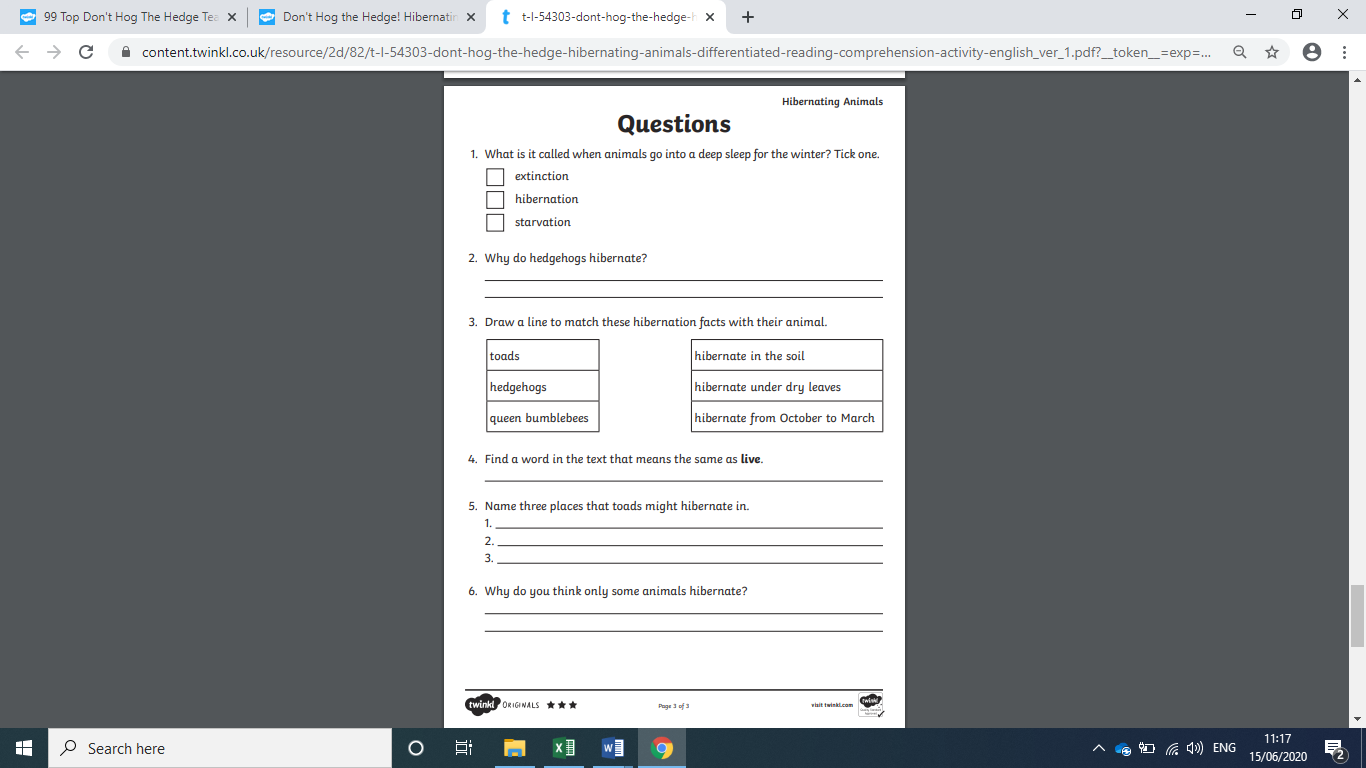 99 Top Don't Hog The Hedge Tea
Don't Hog the Hedge! Hibernatin
t-l-54303-dont-hog-the-hedge-h
content.twinkl.co.uk/resource/2d/82/t-l-54303-dont-hog-the-hedge-hibernating-animals-differentiated-reading-comprehension-activity-english_ver_1.pdf?__token__=exp=...
Hibernating Animals
Questions
1. What is it called when animals go into a deep sleep for the winter? Tick one.
extinction
hibernation
starvation
2. Why do hedgehogs hibernate?
3. Draw a line to match these hibernation facts with their animal.
toads hibernate in the soil
hedgehogs hibernate under dry leaves
queen bumblebees hibernate from October to March
4. Find a word in the text that means the same as live.
5. Name three places that toads might hibernate in.
1.
2.
3.
6. Why do you think only some animals hibernate?
twinkl ORIGINALS Page 3 of 3 visit twinkl.com twinkl
Search here
ENG
11:17
15/06/2020
2